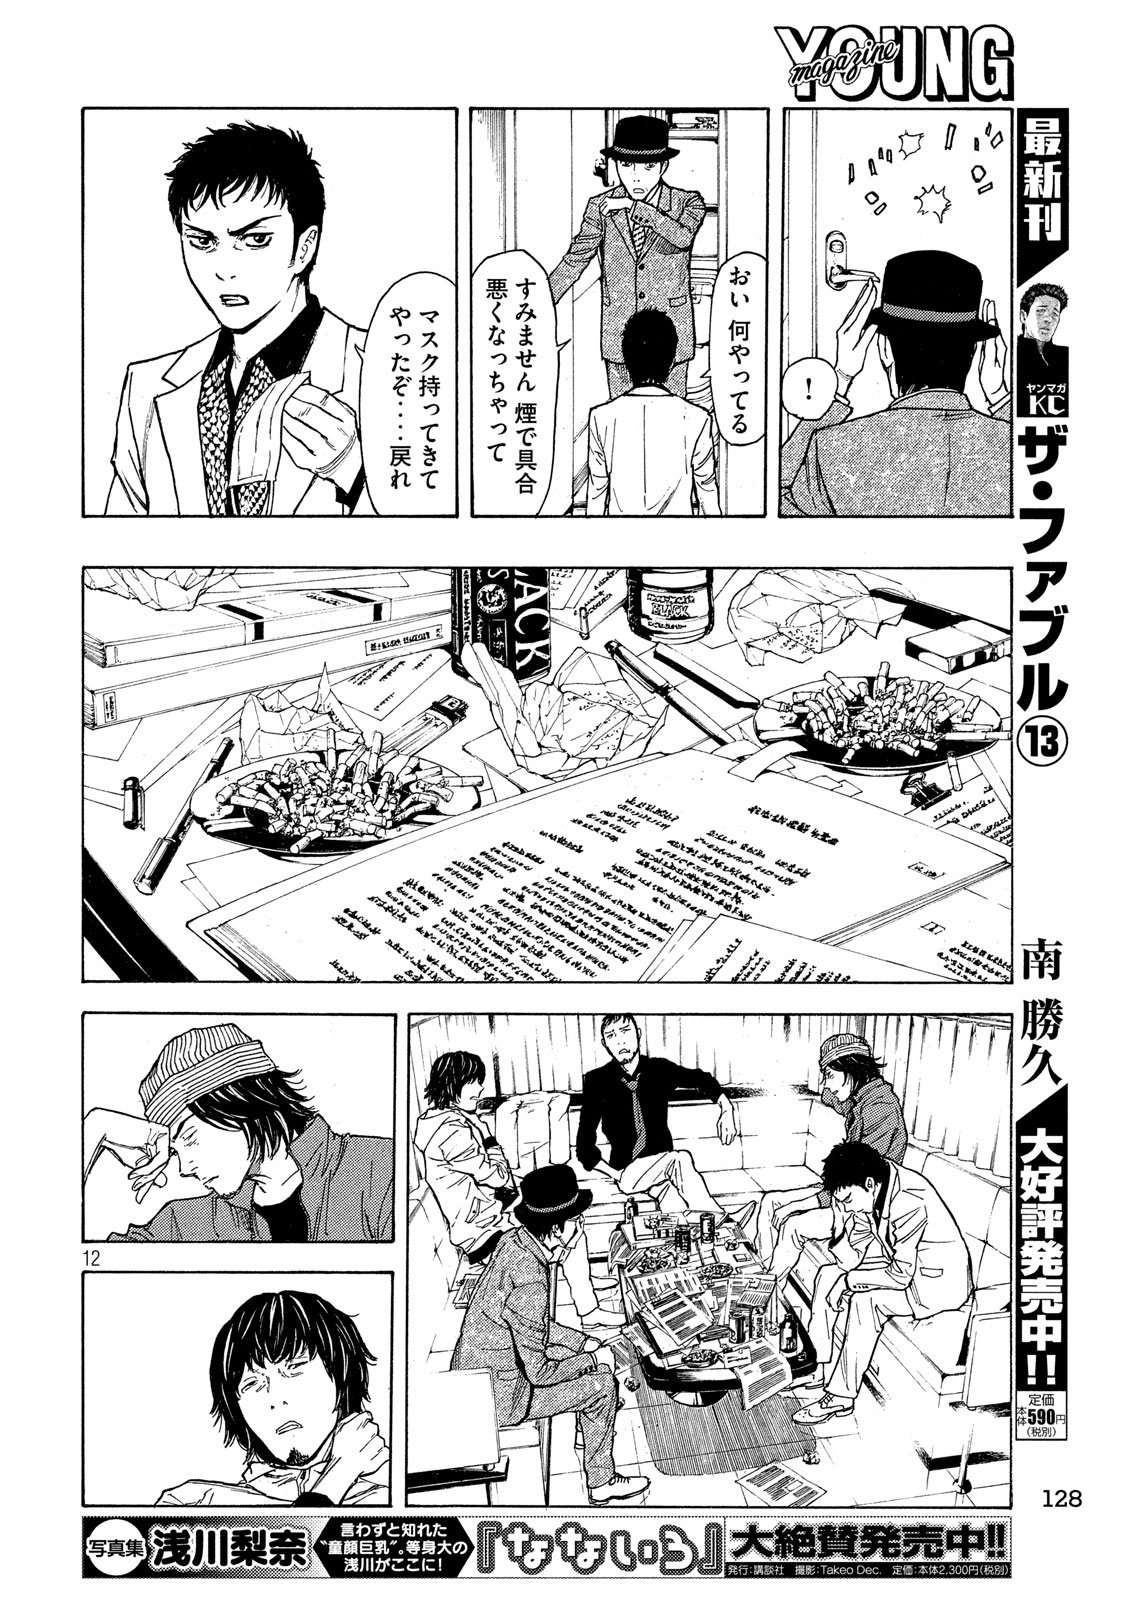 YOUNG
magazine
最新刊
ヤンマガ
KC
ザ・ファブル⑬
南 勝久
大好評発売中!!
定価
本体590円
(税別)
!
おい 何やってる
すみません 煙で具合
悪くなっちゃって
マスク持ってきて
やったぞ‥‥戻れ
BLACK
BLACK
12
128
写真集
浅川梨奈
言わずと知れた
“童顔巨乳”。等身大の
浅川がここに!
『なないろ』
大絶賛発売中!!
発行:講談社 撮影:Takeo Dec. 定価:本体2,300円(税別)